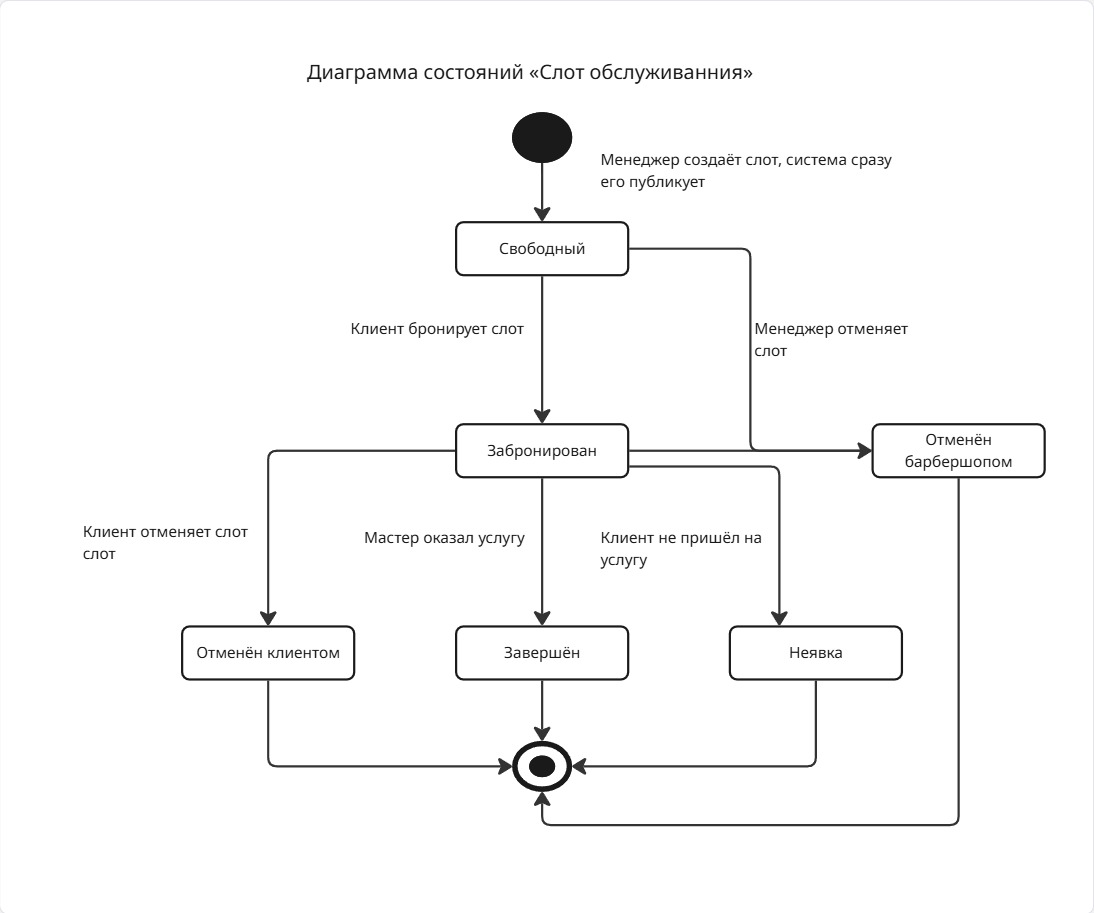 Диаграмма состояний «Слот обслуживанния»
Менеджер создаёт слот, система сразу
его публикует
Свободный
Клиент бронирует слот
Менеджер отменяет
слот
Забронирован
Отменён
барбершопом
Клиент отменяет слот
слот
Мастер оказал услугу
Клиент не пришёл на
услугу
Отменён клиентом
Завершён
Неявка